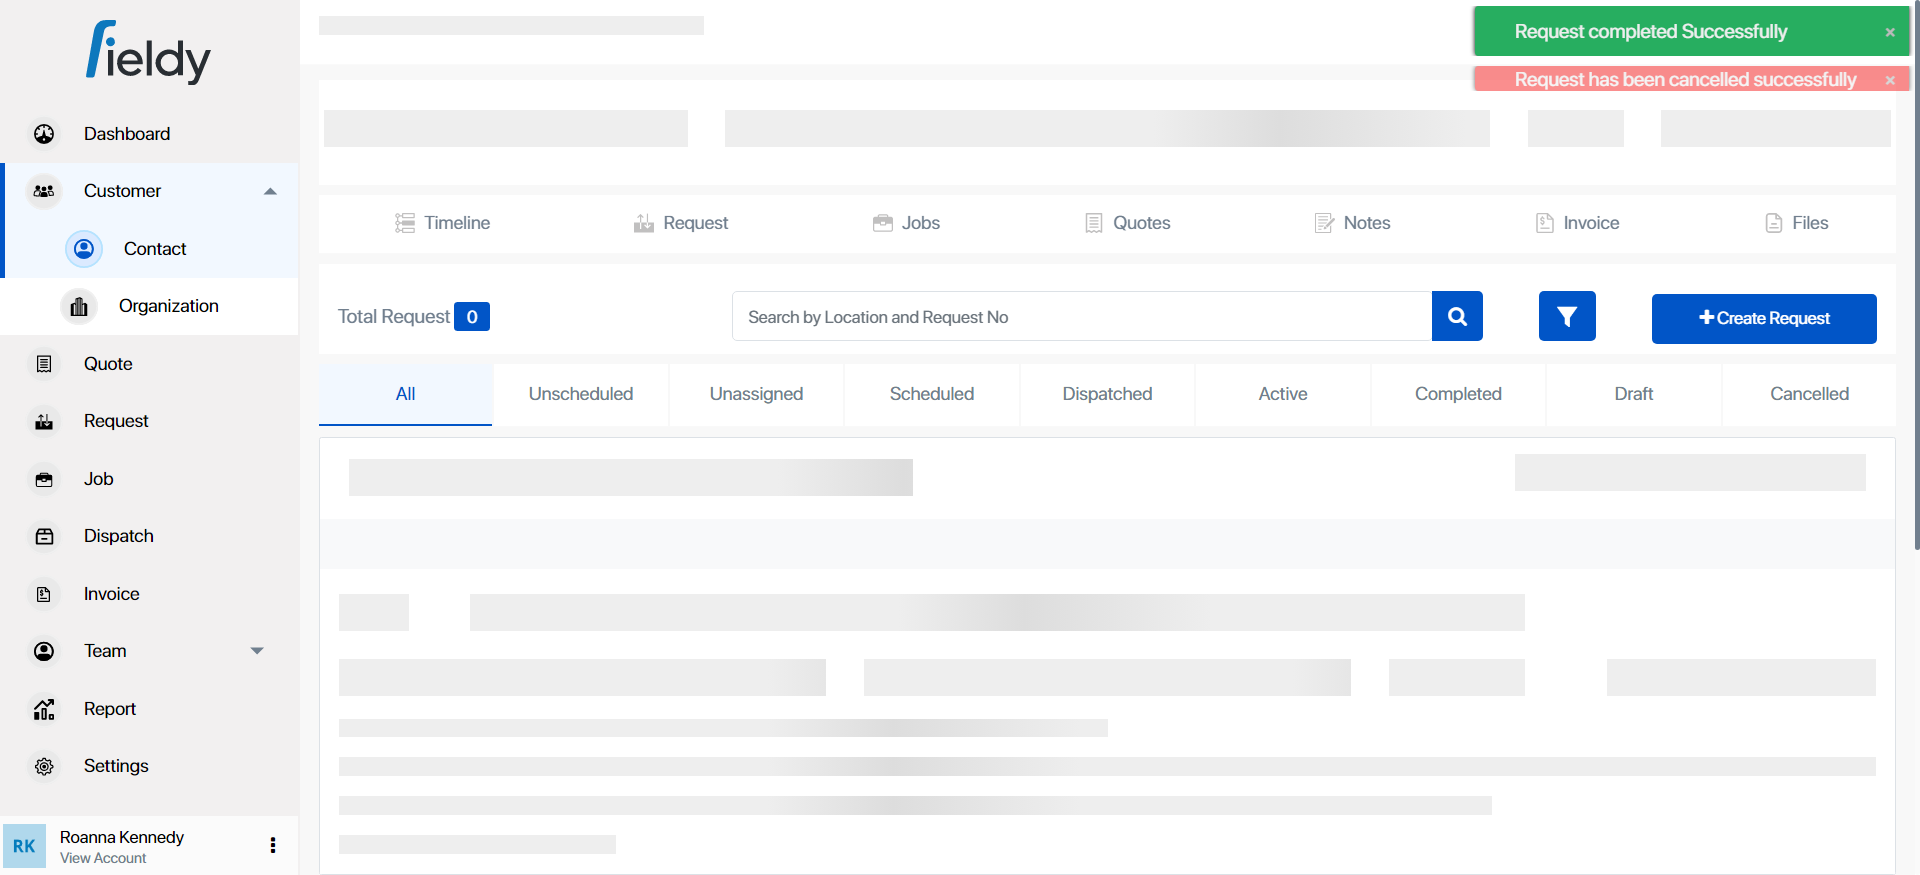 fieldy
Dashboard
Customer
Contact
Organization
Quote
Request
Job
Dispatch
Invoice
Team
Report
Settings
RK
Roanna Kennedy
View Account
Request completed Successfully ×
Request has been cancelled successfully ×
Timeline Request Jobs Quotes Notes Invoice Files
Total Request 0 Search by Location and Request No +Create Request
All Unscheduled Unassigned Scheduled Dispatched Active Completed Draft Cancelled